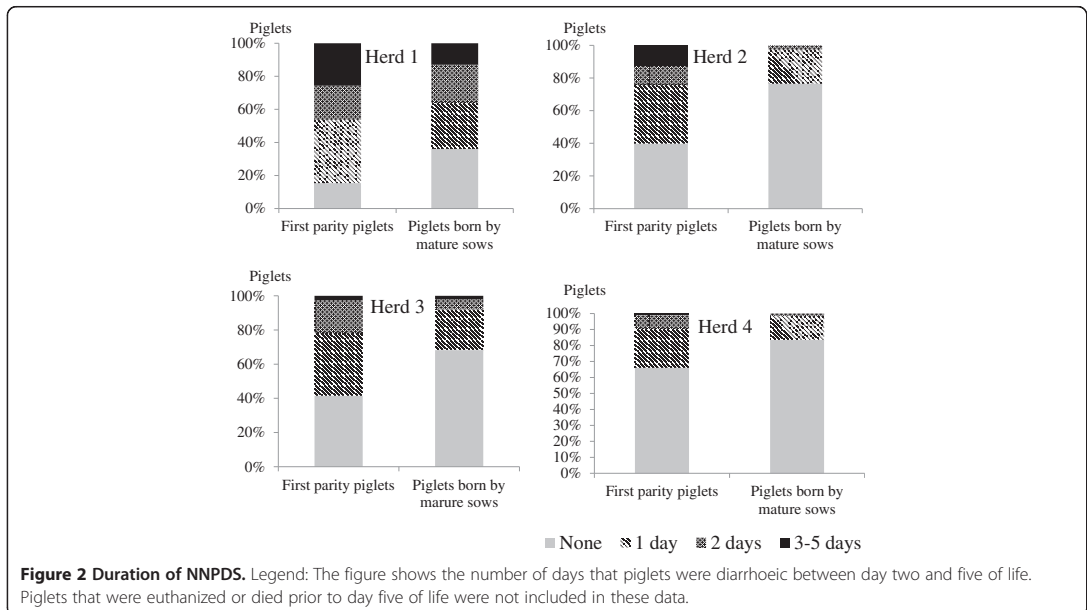 Piglets
100%
80%
60%
40%
20%
0%
Herd 1
First parity piglets
Piglets born by
mature sows
Piglets
100%
80%
60%
40%
20%
0%
Herd 2
First parity piglets
Piglets born by
mature sows
Piglets
100%
80%
60%
40%
20%
0%
Herd 3
First parity piglets
Piglets born by
marure sows
Piglets
100%
90%
80%
70%
60%
50%
40%
30%
20%
10%
0%
Herd 4
First parity piglets
Piglets born by
mature sows
None 1 day 2 days 3-5 days
Figure 2 Duration of NNPDS. Legend: The figure shows the number of days that piglets were diarrhoeic between day two and five of life.
Piglets that were euthanized or died prior to day five of life were not included in these data.